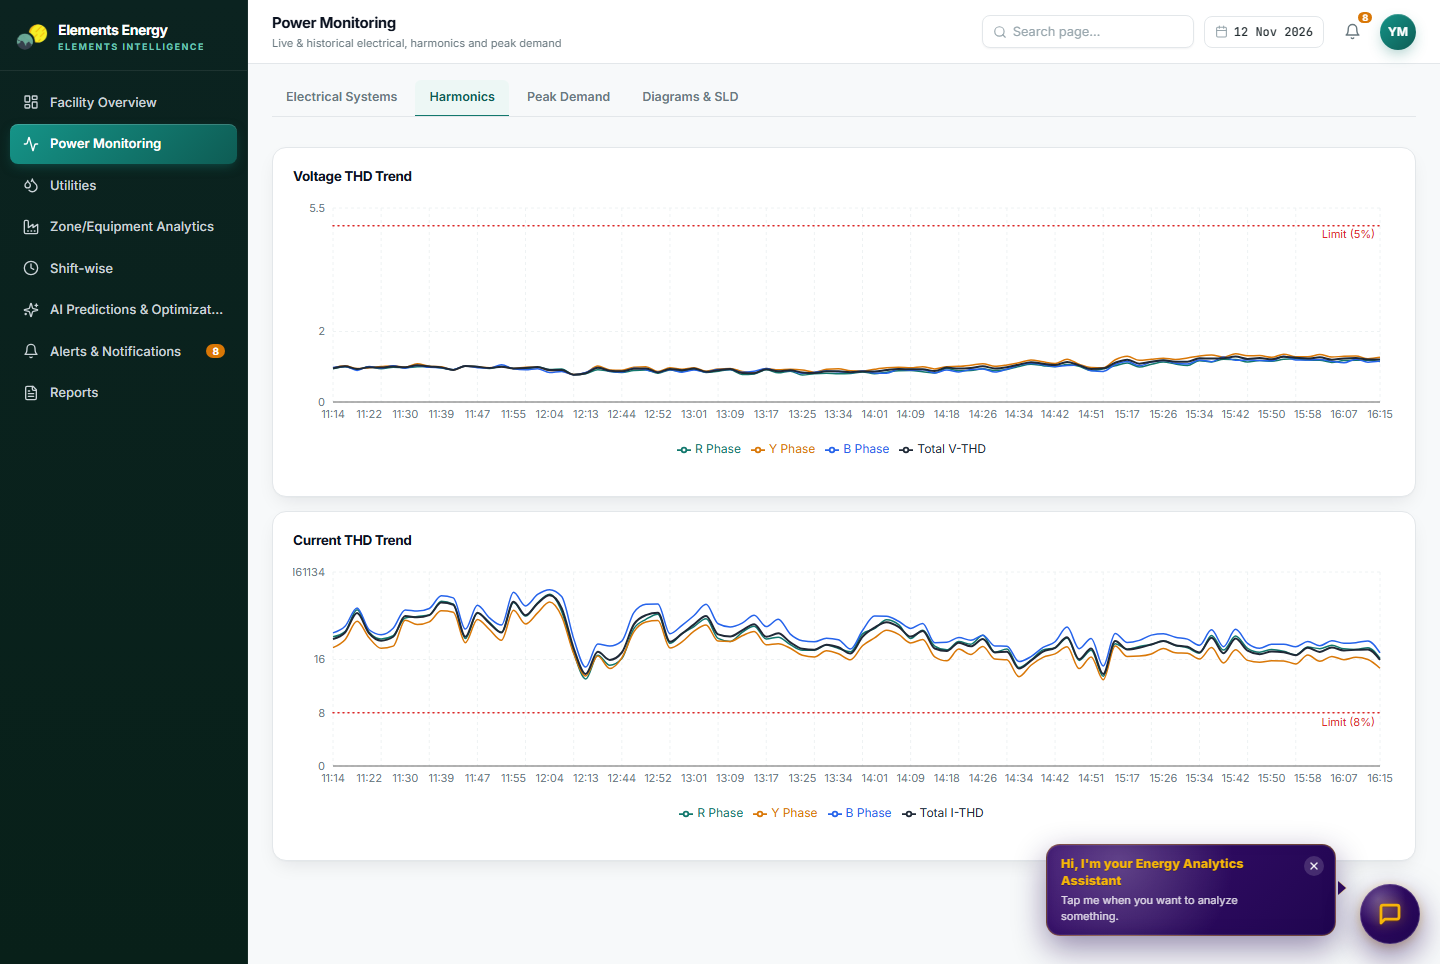 Elements Energy
ELEMENTS INTELLIGENCE
Facility Overview
Power Monitoring
Utilities
Zone/Equipment Analytics
Shift-wise
AI Predictions & Optimizat...
Alerts & Notifications 8
Reports
Power Monitoring
Live & historical electrical, harmonics and peak demand
Search page...
12 Nov 2026
8
YM
Electrical Systems Harmonics Peak Demand Diagrams & SLD
Voltage THD Trend
5.5
Limit (5%)
2
0
11:14 11:22 11:30 11:39 11:47 11:55 12:04 12:13 12:44 12:52 13:01 13:09 13:17 13:25 13:34 14:01 14:09 14:18 14:26 14:34 14:42 14:51 15:17 15:26 15:34 15:42 15:50 15:58 16:07 16:15
R Phase Y Phase B Phase Total V-THD
Current THD Trend
61134
16
8
Limit (8%)
0
11:14 11:22 11:30 11:39 11:47 11:55 12:04 12:13 12:44 12:52 13:01 13:09 13:17 13:25 13:34 14:01 14:09 14:18 14:26 14:34 14:42 14:51 15:17 15:26 15:34 15:42 15:50 15:58 16:07 16:15
R Phase Y Phase B Phase Total I-THD
Hi, I'm your Energy Analytics
Assistant
Tap me when you want to analyze
something.